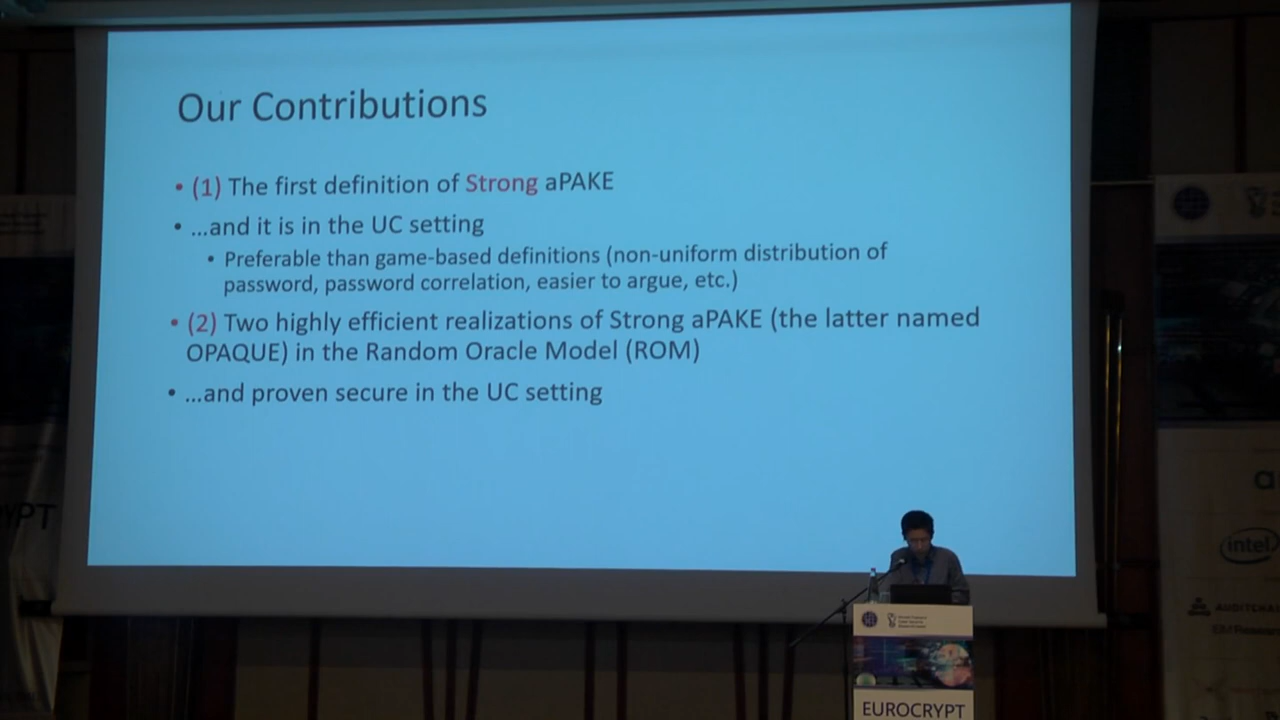 Our Contributions
• (1) The first definition of Strong aPAKE
• ...and it is in the UC setting
• Preferable than game-based definitions (non-uniform distribution of
password, password correlation, easier to argue, etc.)
• (2) Two highly efficient realizations of Strong aPAKE (the latter named
OPAQUE) in the Random Oracle Model (ROM)
• ...and proven secure in the UC setting
intel
EUROCRYPT